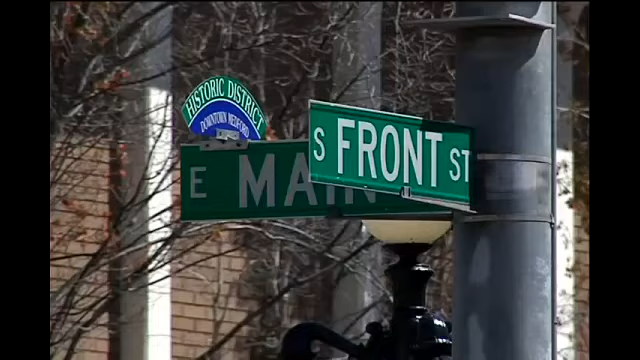 HISTORIC DISTRICT
DOWNTOWN MEDFORD
E MAIN
S FRONT ST